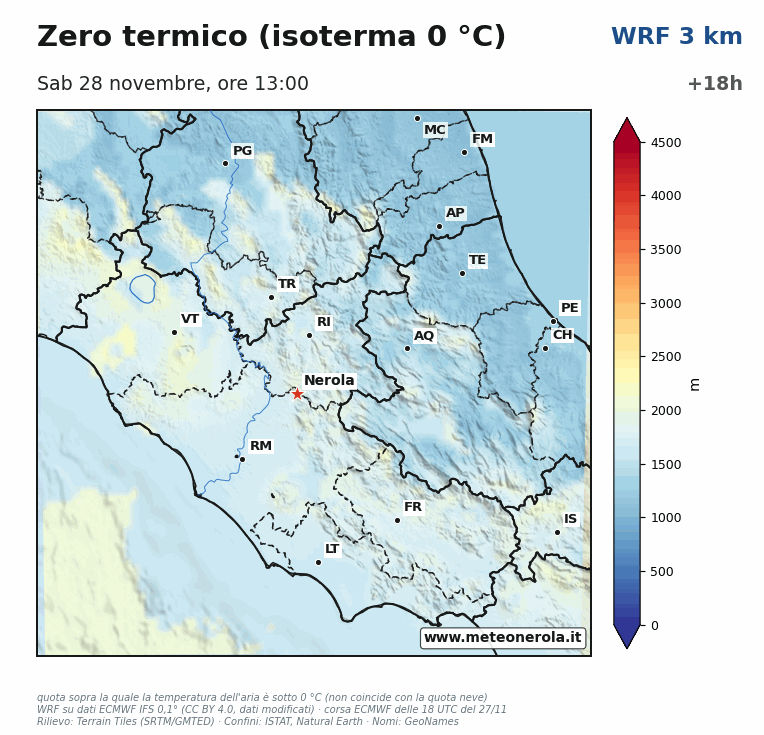 Zero termico (isoterma 0 °C)
WRF 3 km
Sab 28 novembre, ore 13:00
+18h
MC
FM
PG
AP
TE
TR
PE
VT
RI
CH
AQ
Nerola
RM
FR
IS
LT
www.meteonerola.it
4500
4000
3500
3000
2500
2000
1500
1000
500
0
m
quota sopra la quale la temperatura dell'aria è sotto 0 °C (non coincide con la quota neve)
WRF su dati ECMWF IFS 0,1° (CC BY 4.0, dati modificati) · corsa ECMWF delle 18 UTC del 27/11
Rilievo: Terrain Tiles (SRTM/GMTED) · Confini: ISTAT, Natural Earth · Nomi: GeoNames